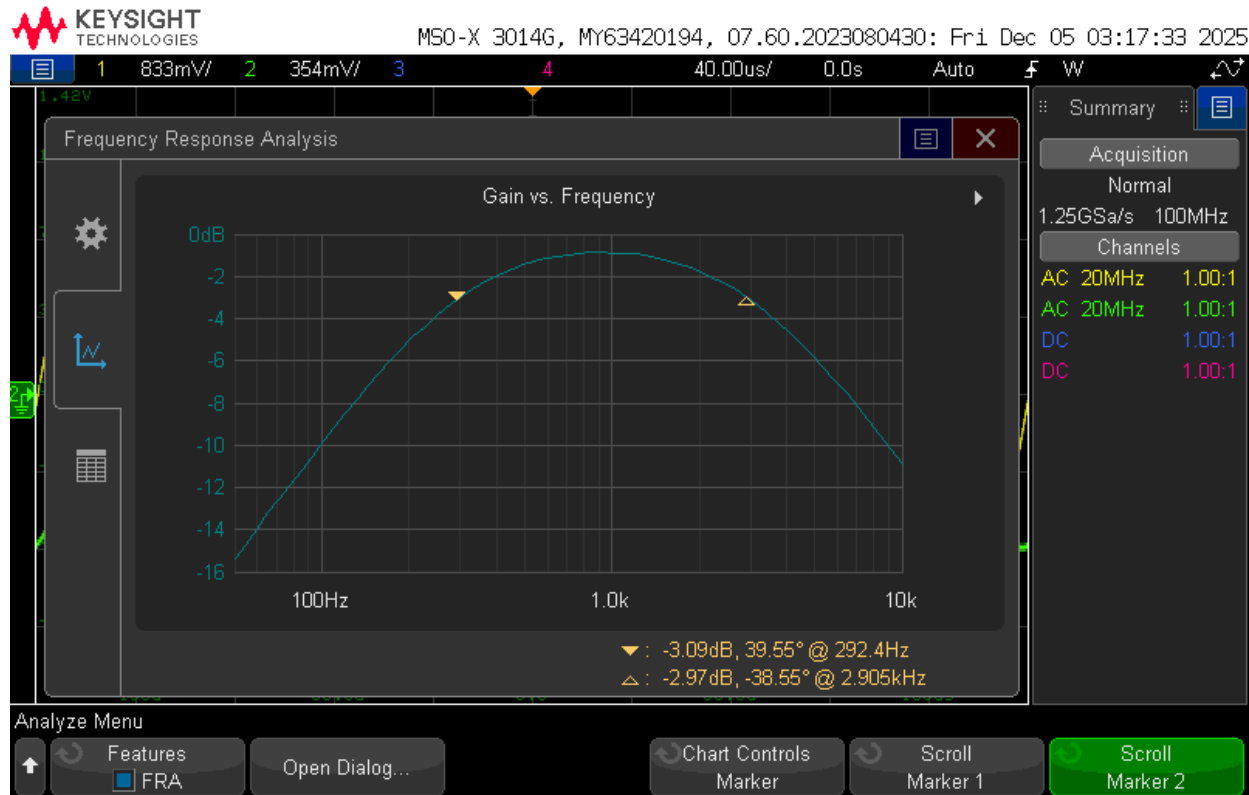 KEYSIGHT
TECHNOLOGIES
MSO-X 3014G, MY63420194, 07.60.2023080430: Fri Dec 05 03:17:33 2025
1 833mV/ 2 354mV/ 3 4 40.00us/ 0.0s Auto W
1.42V
Summary
Frequency Response Analysis
Acquisition
Normal
1.25GSa/s 100MHz
Channels
AC 20MHz 1.00:1
AC 20MHz 1.00:1
DC 1.00:1
DC 1.00:1
Gain vs. Frequency
0dB
-2
-4
-6
-8
-10
-12
-14
-16
100Hz 1.0k 10k
2
: -3.09dB, 39.55° @ 292.4Hz
: -2.97dB, -38.55° @ 2.905kHz
Analyze Menu
Features
FRA
Open Dialog...
Chart Controls
Marker
Scroll
Marker 1
Scroll
Marker 2